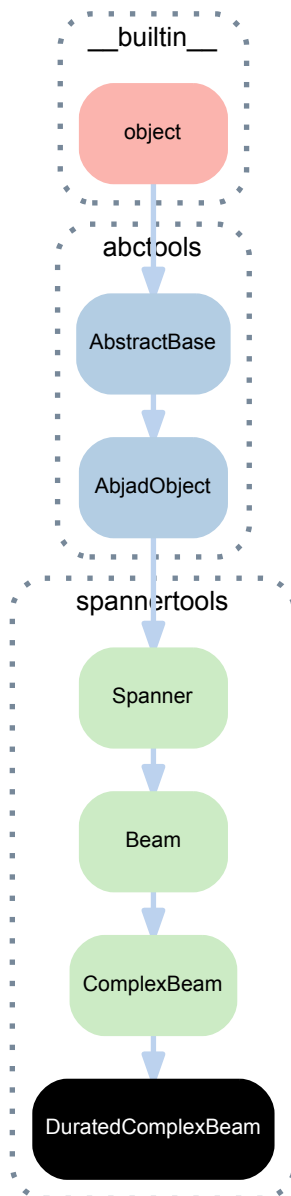 __builtin__
object
abctools
AbstractBase
AbjadObject
spannertools
Spanner
Beam
ComplexBeam
DuratedComplexBeam